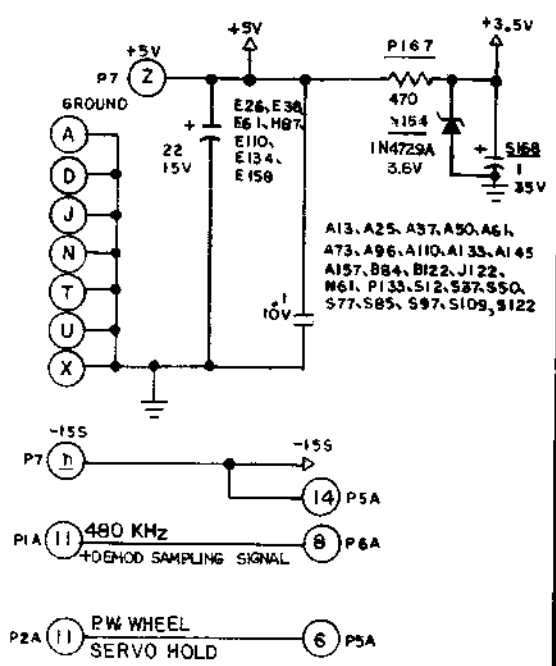 +5V
+5V
+3.5V
P7 Z
P167
GROUND
470
A
+
22
15V
E26, E38,
E61, H87,
E110,
E134,
E158
1N4729A
3.6V
+
S168
1
35V
D
J
N
T
U
X
A13, A25, A37, A50, A61,
A73, A96, A110, A133, A145
A157, B84, B122, J122,
N61, P133, S12, S37, S50,
S77, S85, S97, S109, S122
.1
10V
-15S
-15S
P7 h
14 P5A
P1A 11 480 KHz
+DEMOD SAMPLING SIGNAL
8 P6A
P2A 11 P.W. WHEEL
SERVO HOLD
6 P5A